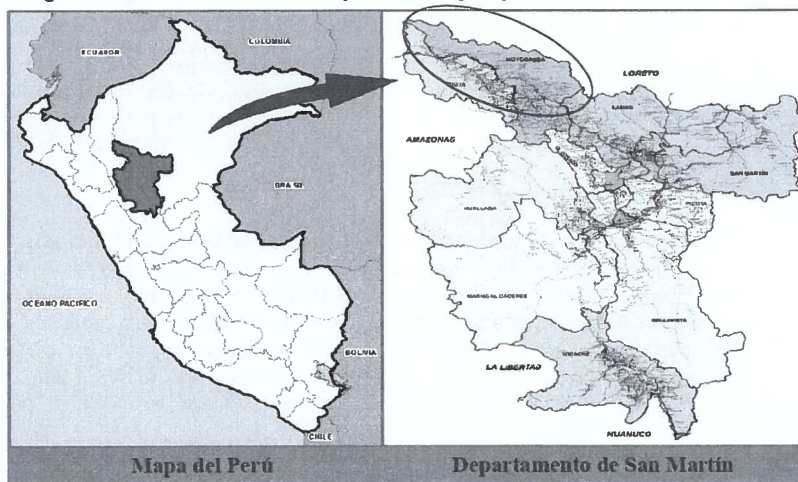 ECUADOR
COLOMBIA
BRASIL
OCEANO PACIFICO
BOLIVIA
CHILE
Mapa del Perú
MOYOBAMBA
RIOJA
LORETO
LAMAS
AMAZONAS
SAN MARTIN
HUALLAGA
PICOTA
MARISCAL CACERES
BELLAVISTA
TOCACHE
LA LIBERTAD
HUANUCO
Departamento de San Martín